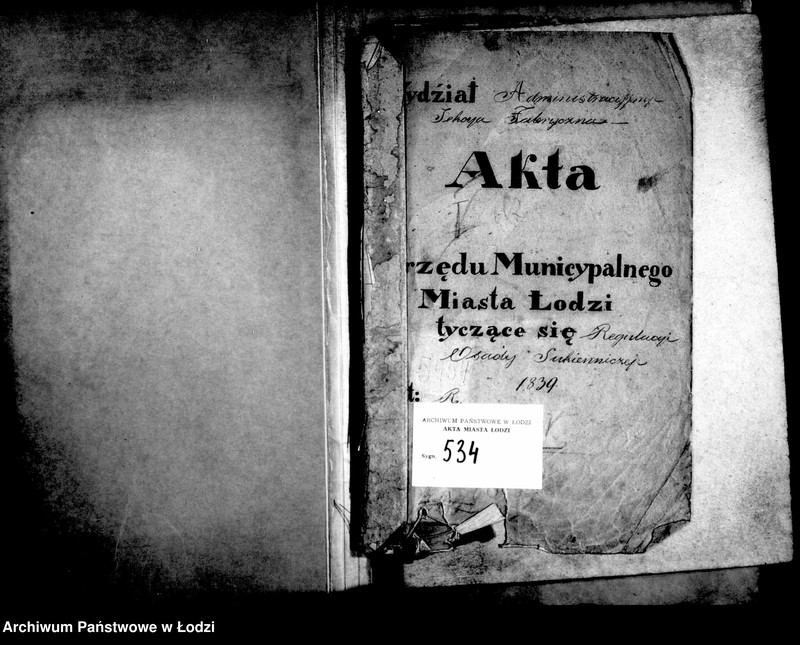 ydział Administracyjny
Sekcya Fabryczna
Akta
rzędu Municypalnego
Miasta Łodzi
tyczące się Regulacyi
Osady Sukienniczej
1839.
t: R.
ARCHIWUM PAŃSTWOWE W ŁODZI
AKTA MIASTA ŁODZI
Sygn. 534
Archiwum Państwowe w Łodzi